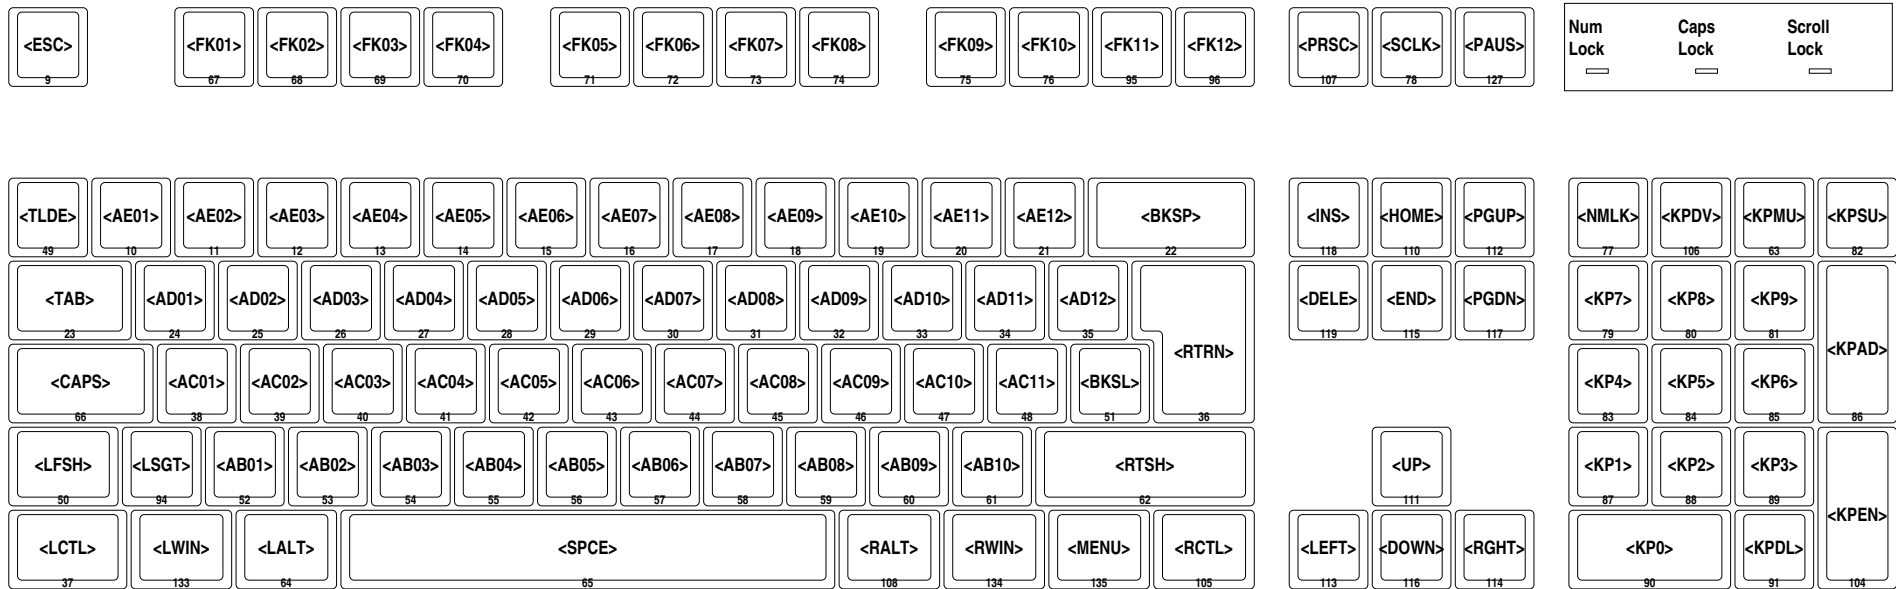 <ESC> <FK01> <FK02> <FK03> <FK04> <FK05> <FK06> <FK07> <FK08> <FK09> <FK10> <FK11> <FK12> <PRSC> <SCLK> <PAUS>
9 67 68 69 70 71 72 73 74 75 76 95 96 107 78 127
Num Caps Scroll
Lock Lock Lock
<TLDE> <AE01> <AE02> <AE03> <AE04> <AE05> <AE06> <AE07> <AE08> <AE09> <AE10> <AE11> <AE12> <BKSP> <INS> <HOME> <PGUP> <NMLK> <KPDV> <KPMU> <KPSU>
49 10 11 12 13 14 15 16 17 18 19 20 21 22 118 110 112 77 106 63 82
<TAB> <AD01> <AD02> <AD03> <AD04> <AD05> <AD06> <AD07> <AD08> <AD09> <AD10> <AD11> <AD12> <DELE> <END> <PGDN> <KP7> <KP8> <KP9>
23 24 25 26 27 28 29 30 31 32 33 34 35 119 115 117 79 80 81
<RTRN> <KPAD>
<CAPS> <AC01> <AC02> <AC03> <AC04> <AC05> <AC06> <AC07> <AC08> <AC09> <AC10> <AC11> <BKSL> <KP4> <KP5> <KP6>
66 38 39 40 41 42 43 44 45 46 47 48 51 36 83 84 85 86
<LFSH> <LSGT> <AB01> <AB02> <AB03> <AB04> <AB05> <AB06> <AB07> <AB08> <AB09> <AB10> <RTSH> <UP> <KP1> <KP2> <KP3>
50 94 52 53 54 55 56 57 58 59 60 61 62 111 87 88 89
<KPEN>
<LCTL> <LWIN> <LALT> <SPCE> <RALT> <RWIN> <MENU> <RCTL> <LEFT> <DOWN> <RGHT> <KP0> <KPDL>
37 133 64 65 108 134 135 105 113 116 114 90 91 104